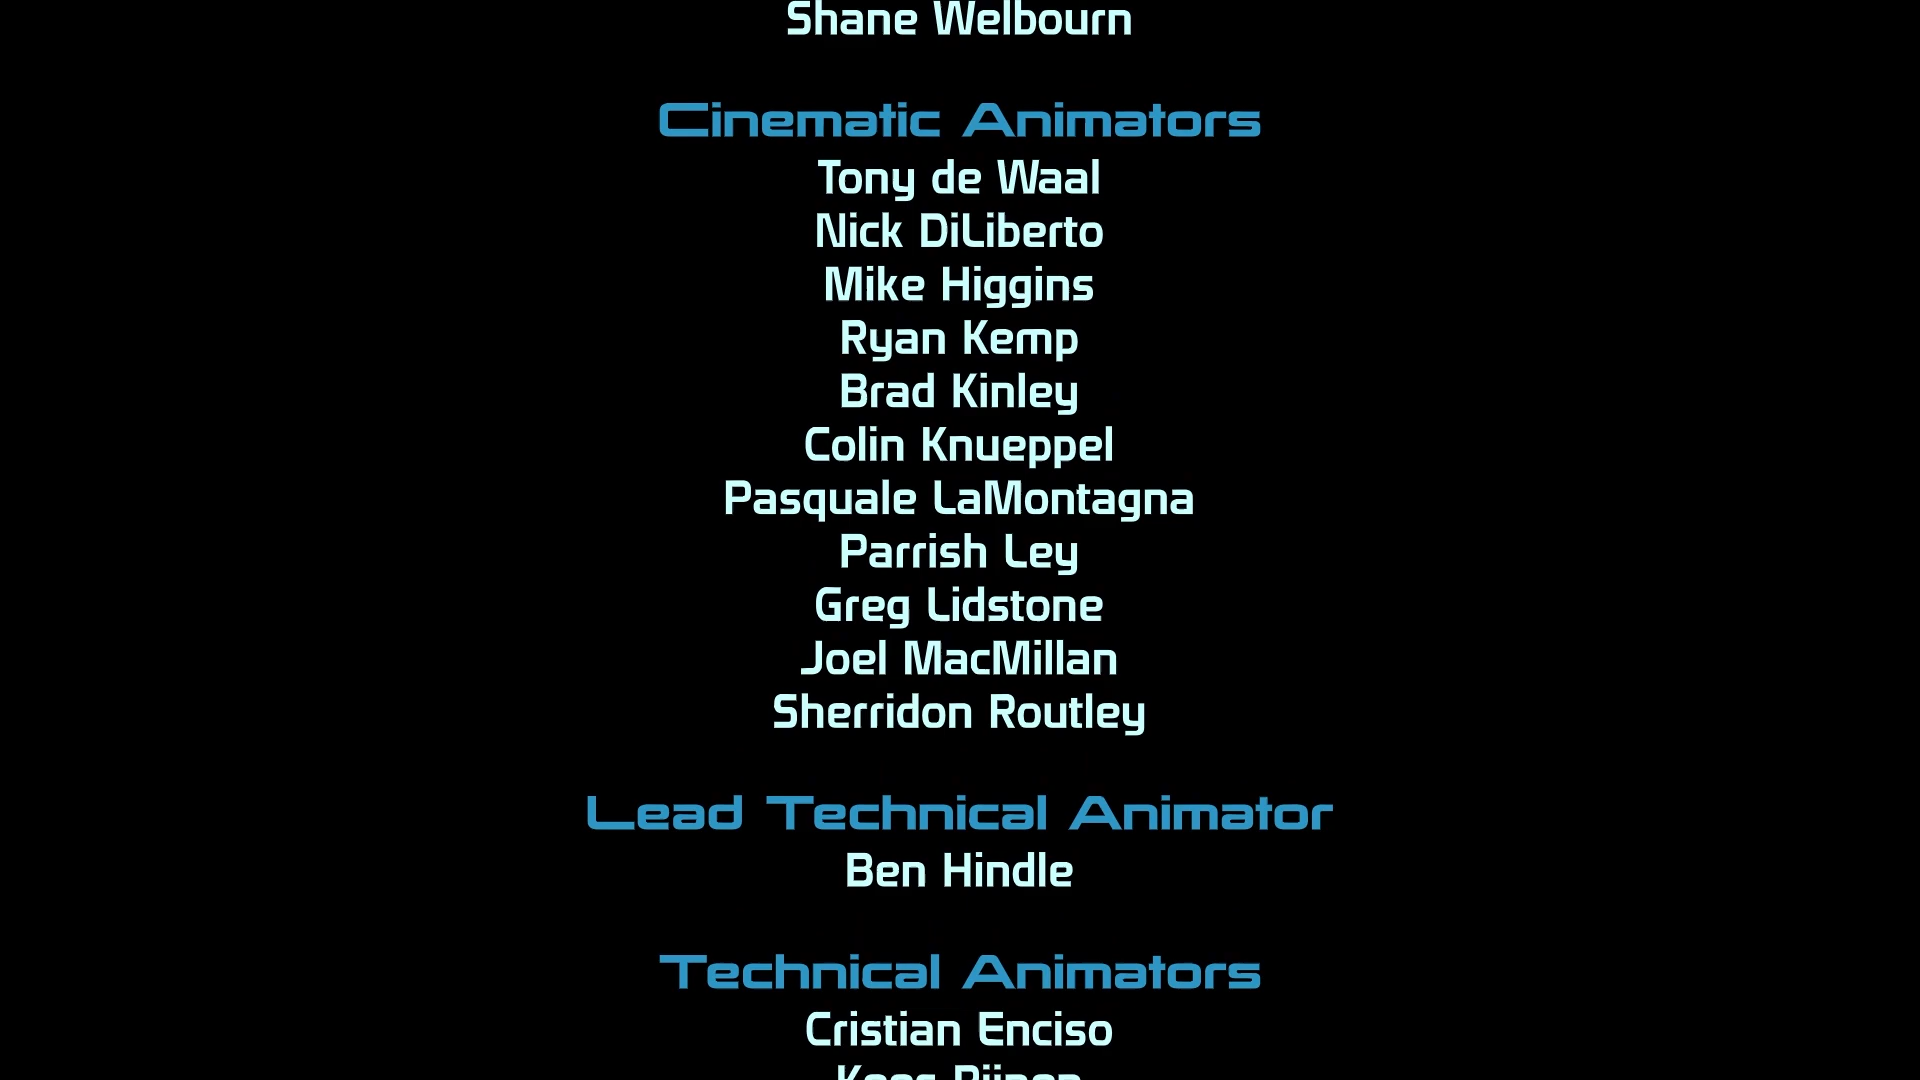 Shane Welbourn
Cinematic Animators
Tony de Waal
Nick DiLiberto
Mike Higgins
Ryan Kemp
Brad Kinley
Colin Knueppel
Pasquale LaMontagna
Parrish Ley
Greg Lidstone
Joel MacMillan
Sherridon Routley
Lead Technical Animator
Ben Hindle
Technical Animators
Cristian Enciso